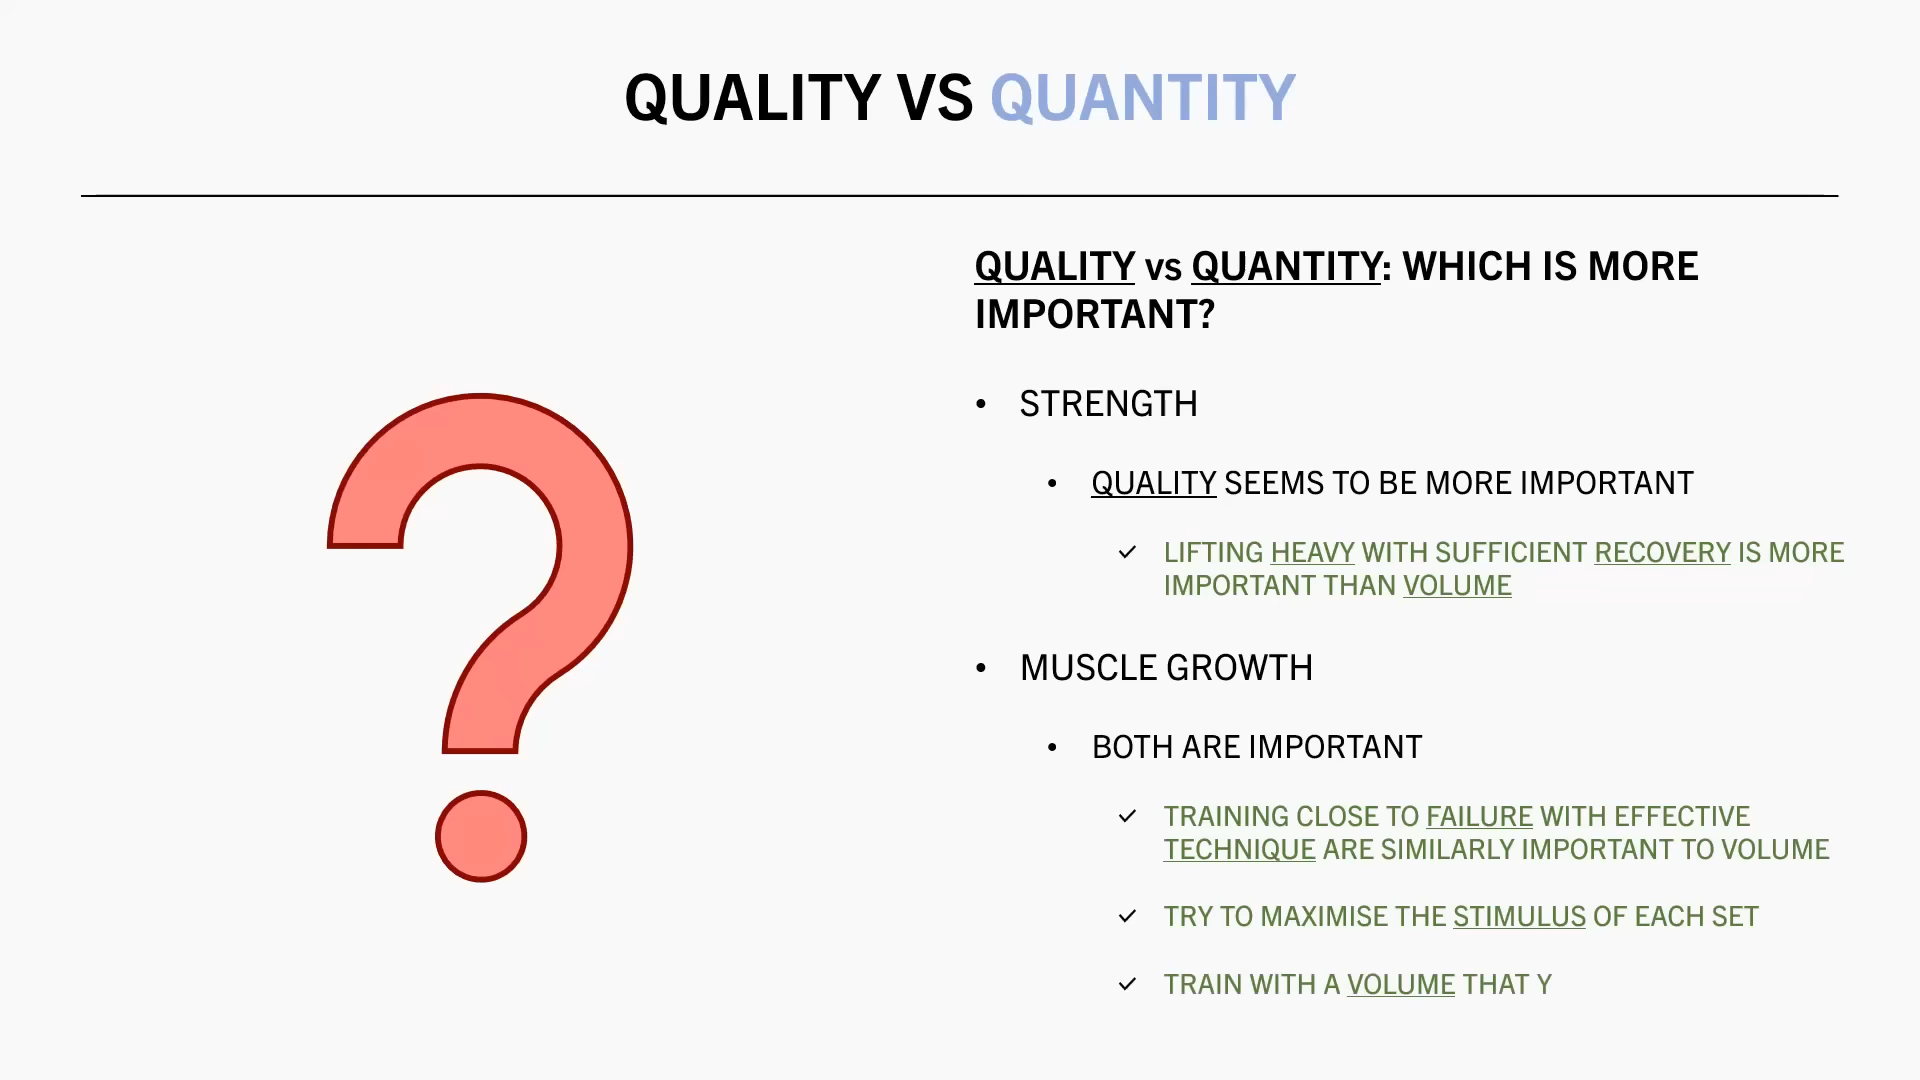 QUALITY VS QUANTITY
QUALITY vs QUANTITY: WHICH IS MORE
IMPORTANT?
• STRENGTH
• QUALITY SEEMS TO BE MORE IMPORTANT
✓ LIFTING HEAVY WITH SUFFICIENT RECOVERY IS MORE
IMPORTANT THAN VOLUME
• MUSCLE GROWTH
• BOTH ARE IMPORTANT
✓ TRAINING CLOSE TO FAILURE WITH EFFECTIVE
TECHNIQUE ARE SIMILARLY IMPORTANT TO VOLUME
✓ TRY TO MAXIMISE THE STIMULUS OF EACH SET
✓ TRAIN WITH A VOLUME THAT Y